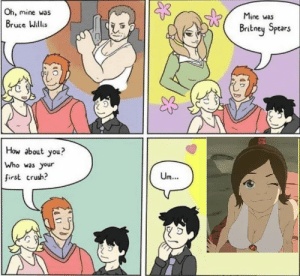 Oh, mine was
Bruce Willis
Mine was
Britney Spears
How about you?
Who was your
first crush?
Um...